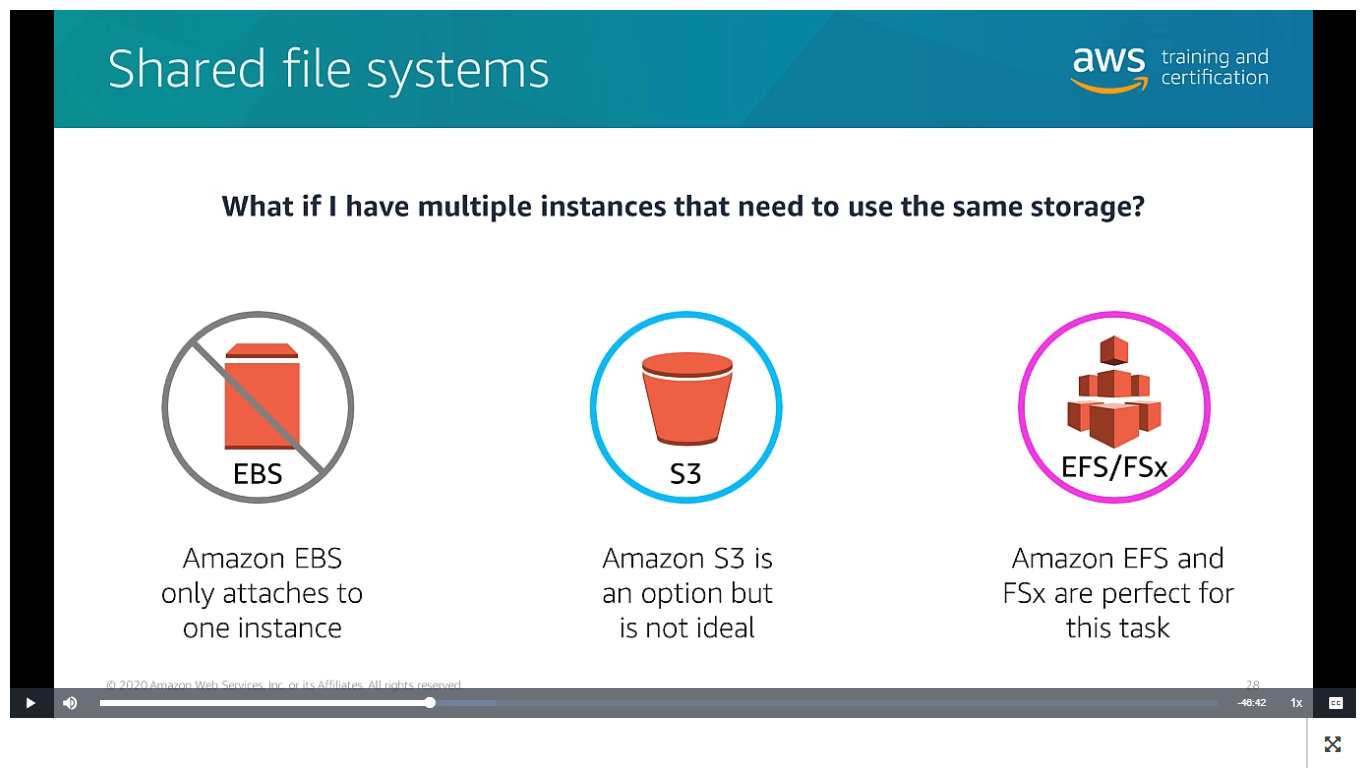 Shared file systems
aws training and
certification
What if I have multiple instances that need to use the same storage?
EBS
S3
EFS/FSx
Amazon EBS
only attaches to
one instance
Amazon S3 is
an option but
is not ideal
Amazon EFS and
FSx are perfect for
this task
© 2020 Amazon Web Services, Inc. or its Affiliates. All rights reserved.
28
-46:42
1x
CC